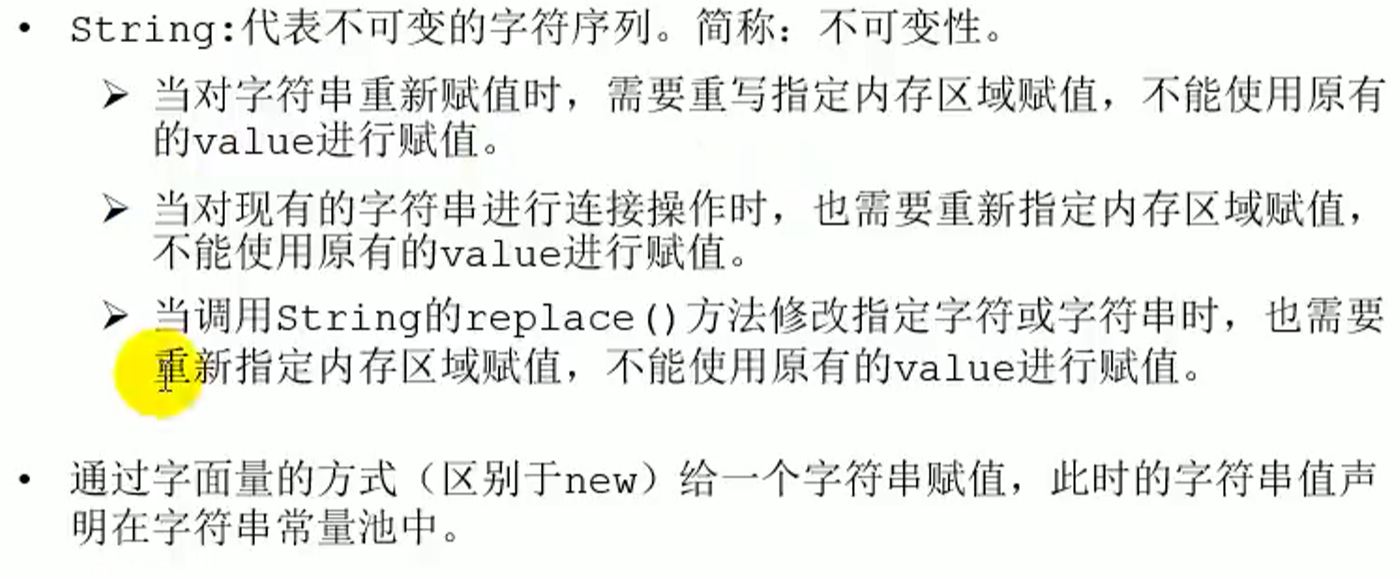 • String:代表不可变的字符序列。简称：不可变性。
➢ 当对字符串重新赋值时，需要重写指定内存区域赋值，不能使用原有
的value进行赋值。
➢ 当对现有的字符串进行连接操作时，也需要重新指定内存区域赋值，
不能使用原有的value进行赋值。
➢ 当调用String的replace()方法修改指定字符或字符串时，也需要
重新指定内存区域赋值，不能使用原有的value进行赋值。
• 通过字面量的方式（区别于new）给一个字符串赋值，此时的字符串值声
明在字符串常量池中。